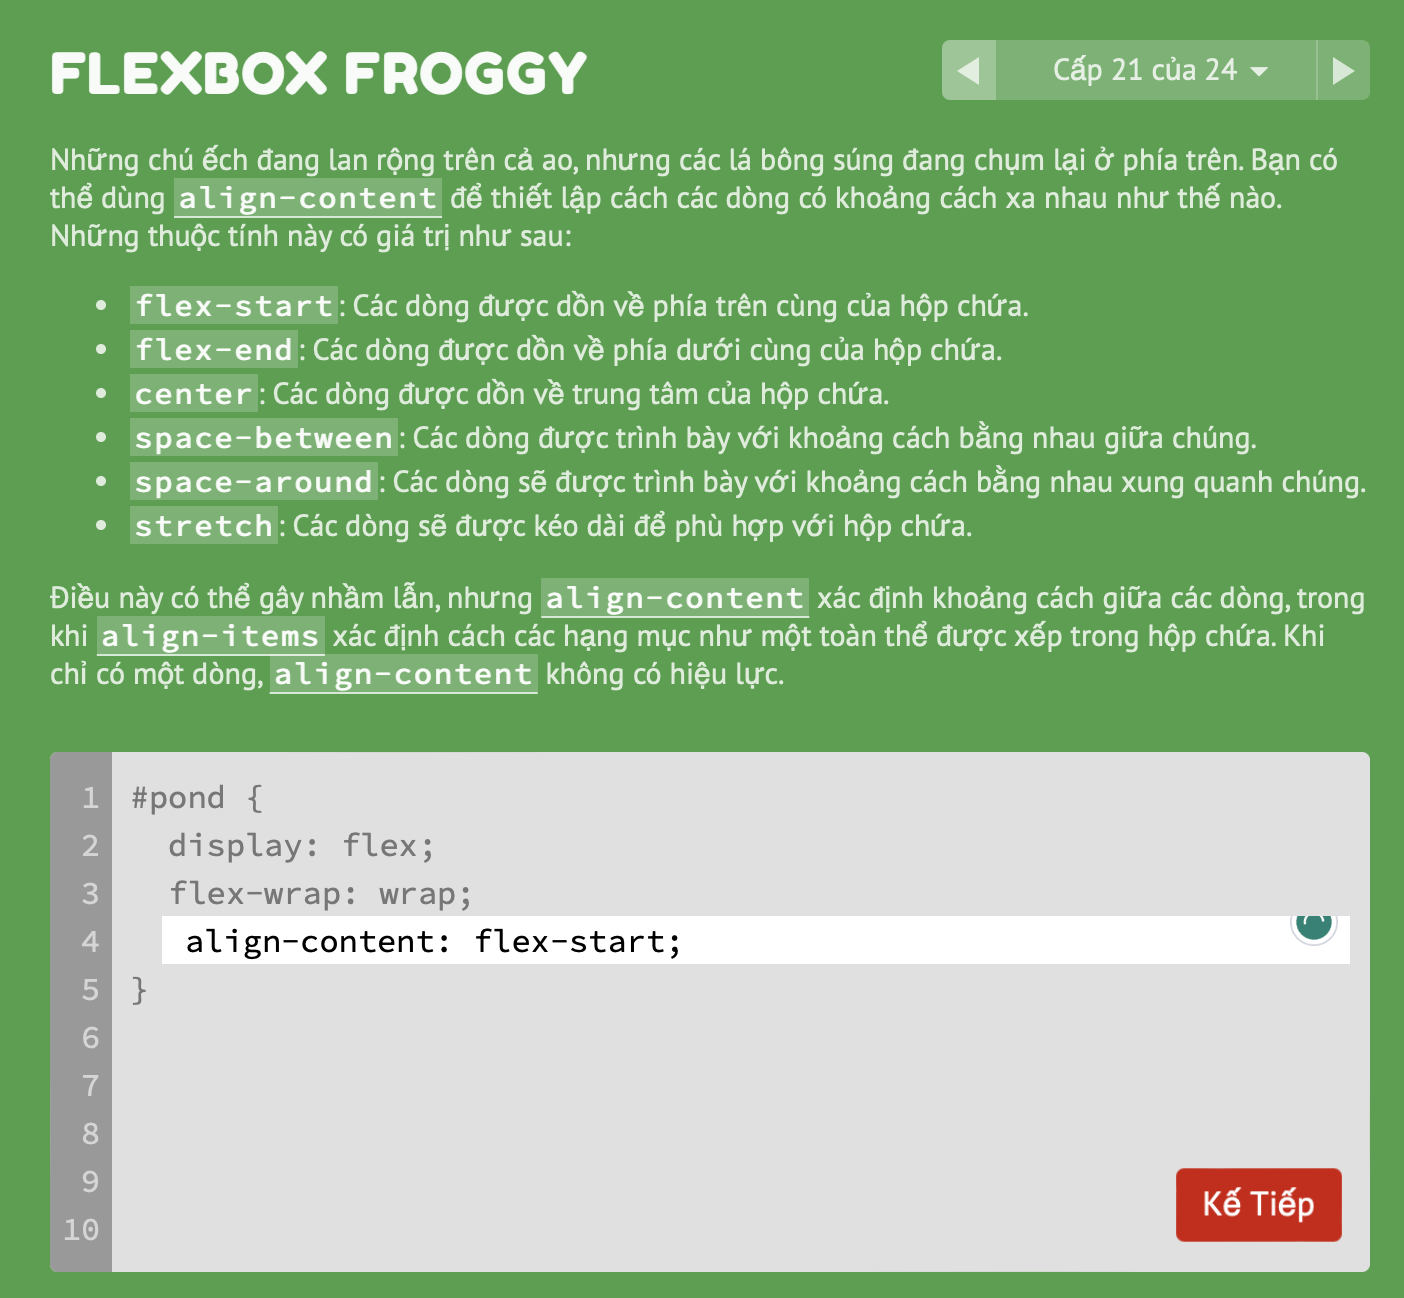 FLEXBOX FROGGY
Cấp 21 của 24
Những chú ếch đang lan rộng trên cả ao, nhưng các lá bông súng đang chụm lại ở phía trên. Bạn có
thể dùng align-content để thiết lập cách các dòng có khoảng cách xa nhau như thế nào.
Những thuộc tính này có giá trị như sau:
flex-start: Các dòng được dồn về phía trên cùng của hộp chứa.
flex-end: Các dòng được dồn về phía dưới cùng của hộp chứa.
center: Các dòng được dồn về trung tâm của hộp chứa.
space-between: Các dòng được trình bày với khoảng cách bằng nhau giữa chúng.
space-around: Các dòng sẽ được trình bày với khoảng cách bằng nhau xung quanh chúng.
stretch: Các dòng sẽ được kéo dài để phù hợp với hộp chứa.
Điều này có thể gây nhầm lẫn, nhưng align-content xác định khoảng cách giữa các dòng, trong
khi align-items xác định cách các hạng mục như một toàn thể được xếp trong hộp chứa. Khi
chỉ có một dòng, align-content không có hiệu lực.
1 #pond {
2 display: flex;
3 flex-wrap: wrap;
4 align-content: flex-start;
5 }
6
7
8
9
10
Kế Tiếp